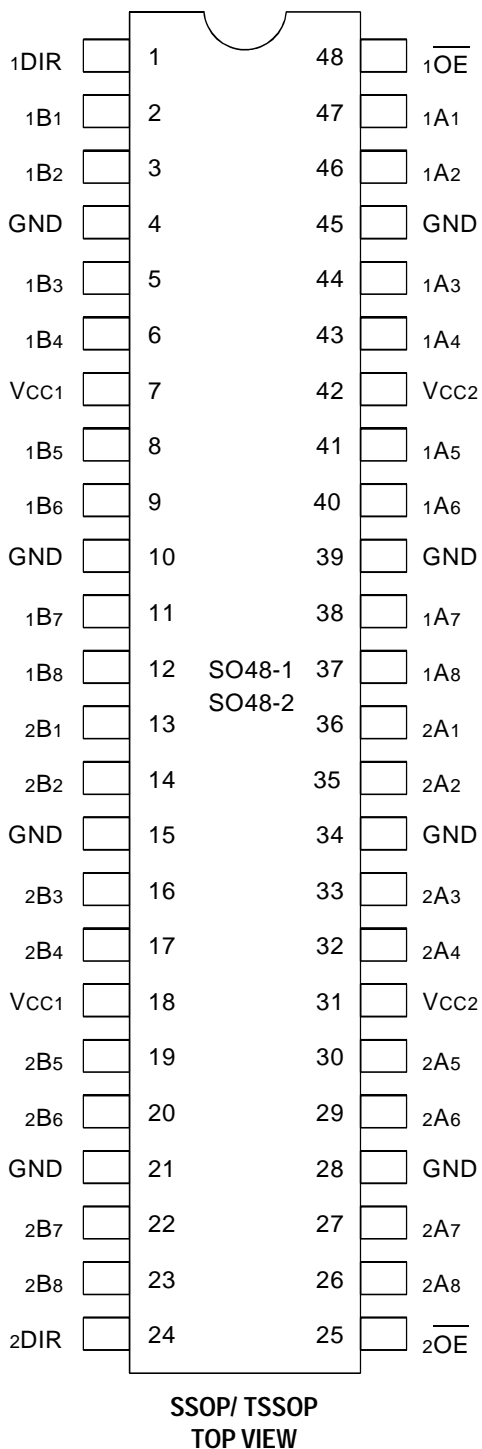 1DIR 1 48 1O̅E̅
1B1 2 47 1A1
1B2 3 46 1A2
GND 4 45 GND
1B3 5 44 1A3
1B4 6 43 1A4
VCC1 7 42 VCC2
1B5 8 41 1A5
1B6 9 40 1A6
GND 10 39 GND
1B7 11 38 1A7
1B8 12 SO48-1 37 1A8
SO48-2
2B1 13 36 2A1
2B2 14 35 2A2
GND 15 34 GND
2B3 16 33 2A3
2B4 17 32 2A4
VCC1 18 31 VCC2
2B5 19 30 2A5
2B6 20 29 2A6
GND 21 28 GND
2B7 22 27 2A7
2B8 23 26 2A8
2DIR 24 25 2O̅E̅
SSOP/ TSSOP
TOP VIEW